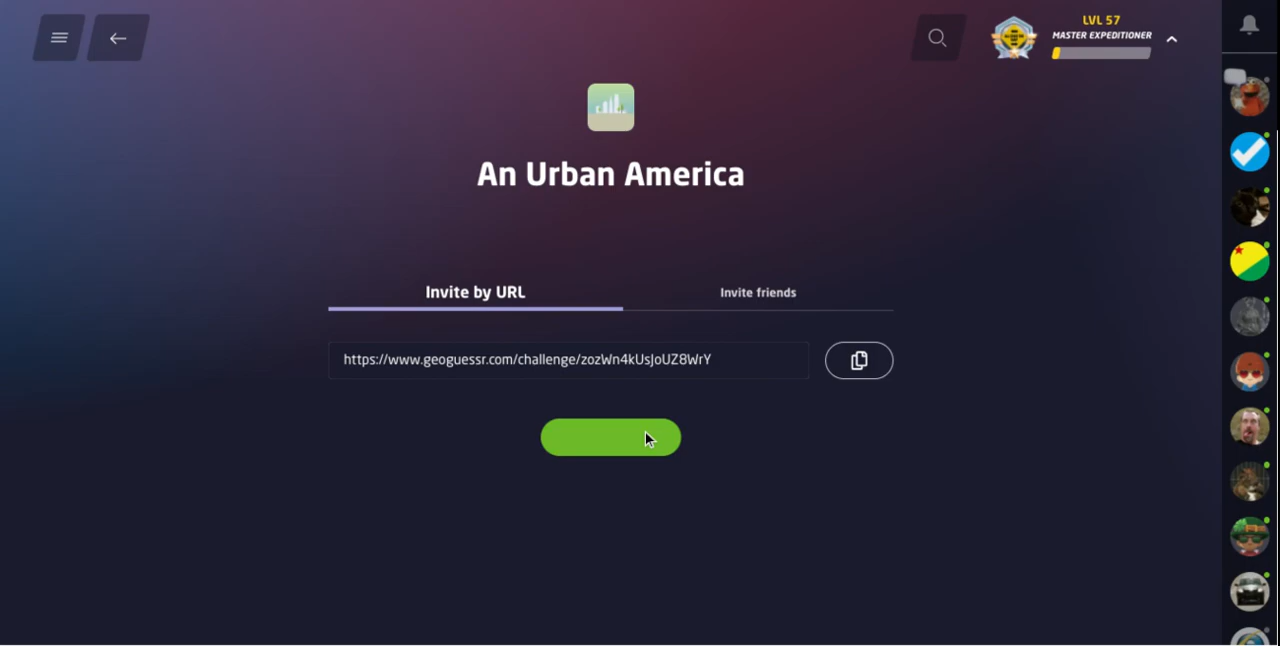 LVL 57
MASTER EXPEDITIONER
An Urban America
Invite by URL
Invite friends
https://www.geoguessr.com/challenge/zozWn4kUsJoUZ8WrY